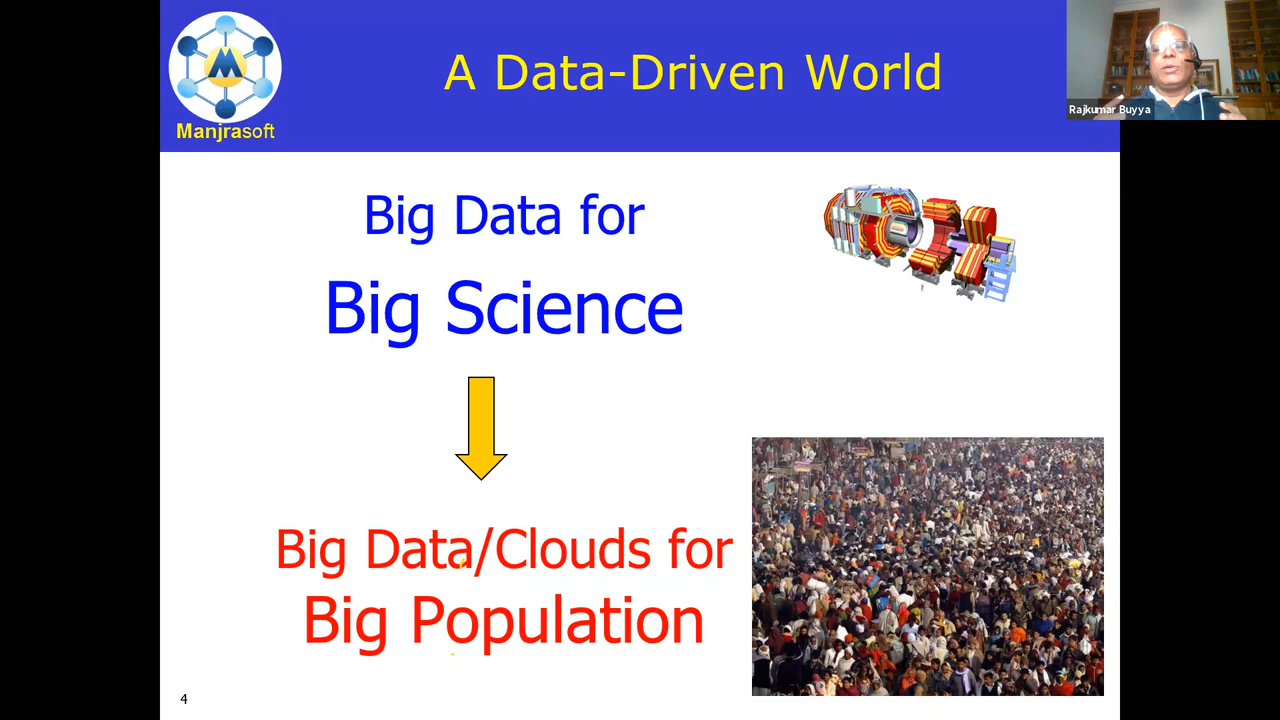 Manjrasoft
A Data-Driven World
Rajkumar Buyya
Big Data for
Big Science
Big Data/Clouds for
Big Population
4